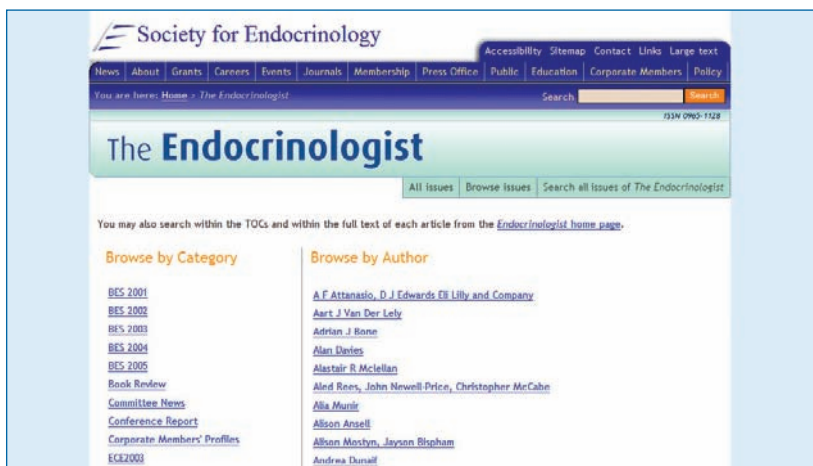 Society for Endocrinology
Accessibility Sitemap Contact Links Large text
News About Grants Careers Events Journals Membership Press Office Public Education Corporate Members Policy
You are here: Home > The Endocrinologist
Search
Search
ISSN 0965-1128
The Endocrinologist
All issues Browse issues Search all issues of The Endocrinologist
You may also search within the TOCs and within the full text of each article from the Endocrinologist home page.
Browse by Category
BES 2001
BES 2002
BES 2003
BES 2004
BES 2005
Book Review
Committee News
Conference Report
Corporate Members' Profiles
ECE2003
Browse by Author
A F Attanasio, D J Edwards Eli Lilly and Company
Aart J Van Der Lely
Adrian J Bone
Alan Davies
Alastair R Mclellan
Aled Rees, John Newell-Price, Christopher McCabe
Alia Munir
Alison Ansell
Alison Mostyn, Jayson Bispham
Andrea Dunaif